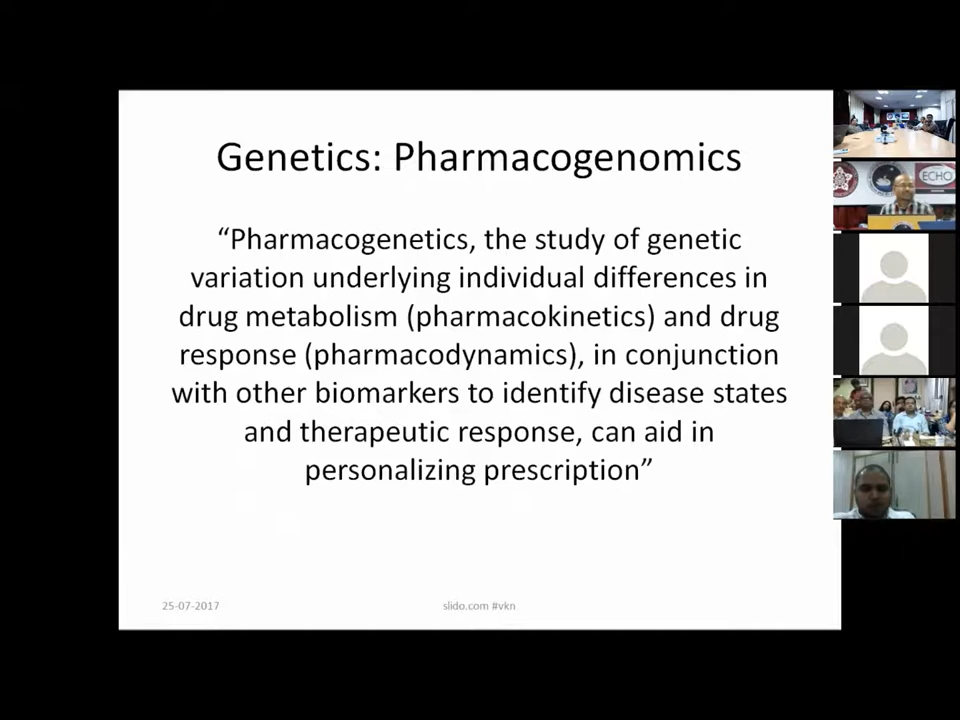 Genetics: Pharmacogenomics
“Pharmacogenetics, the study of genetic
variation underlying individual differences in
drug metabolism (pharmacokinetics) and drug
response (pharmacodynamics), in conjunction
with other biomarkers to identify disease states
and therapeutic response, can aid in
personalizing prescription”
25-07-2017
slido.com #vkn
ECHO